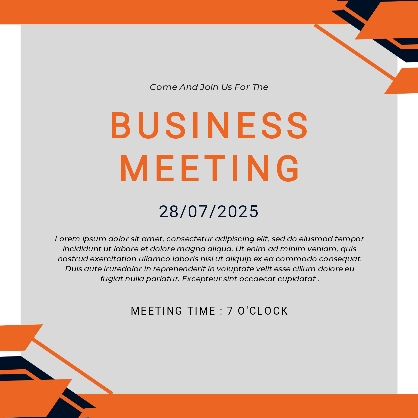 Come And Join Us For The
BUSINESS
MEETING
28/07/2025
Lorem ipsum dolor sit amet, consectetur adipiscing elit, sed do eiusmod tempor
incididunt ut labore et dolore magna aliqua. Ut enim ad minim veniam, quis
nostrud exercitation ullamco laboris nisi ut aliquip ex ea commodo consequat.
Duis aute iruredolor in reprehenderit in voluptate velit esse cillum dolore eu
fugiat nulla pariatur. Excepteur sint occaecat cupidatat .
MEETING TIME : 7 O'CLOCK